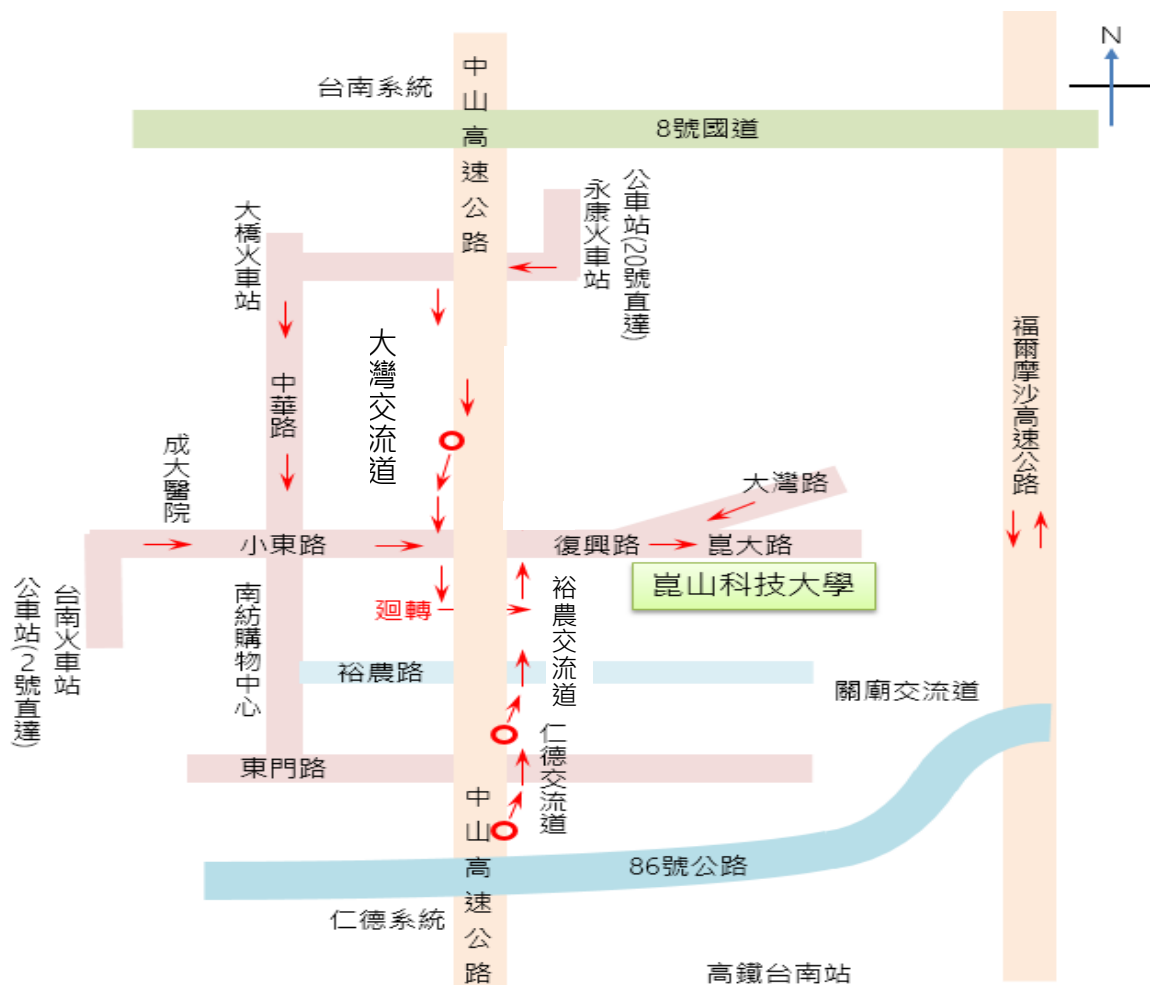 N
台南系統
中山高速公路
8號國道
公車站(20號直達)
永康火車站
大橋火車站
福爾摩沙高速公路
大灣交流道
中華路
成大醫院
大灣路
小東路
復興路
崑大路
崑山科技大學
台南火車站
公車站(2號直達)
南紡購物中心
迴轉
裕農交流道
裕農路
關廟交流道
仁德交流道
東門路
中山高速公路
86號公路
仁德系統
高鐵台南站